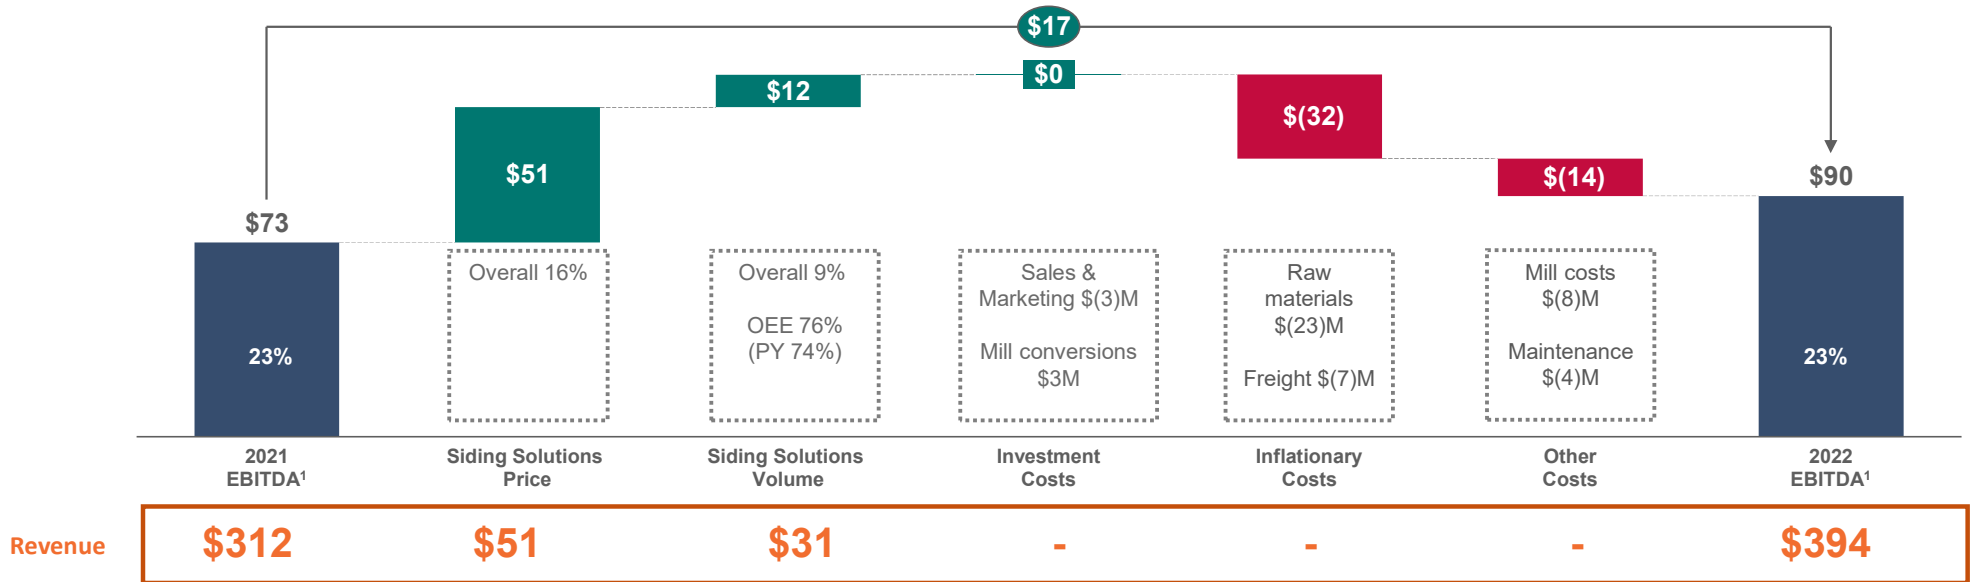 $17
$0
$12
$51
$(32)
$(14)
$73
$90
23%
23%
Overall 16%
Overall 9%
OEE 76%
(PY 74%)
Sales &
Marketing $(3)M
Mill conversions
$3M
Raw
materials
$(23)M
Freight $(7)M
Mill costs
$(8)M
Maintenance
$(4)M
2021
EBITDA¹
Siding Solutions
Price
Siding Solutions
Volume
Investment
Costs
Inflationary
Costs
Other
Costs
2022
EBITDA¹
Revenue $312 $51 $31 - - - $394